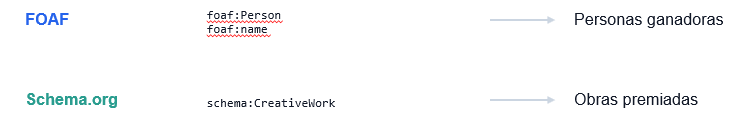 FOAF
foaf:Person
foaf:name
Personas ganadoras
Schema.org
schema:CreativeWork
Obras premiadas